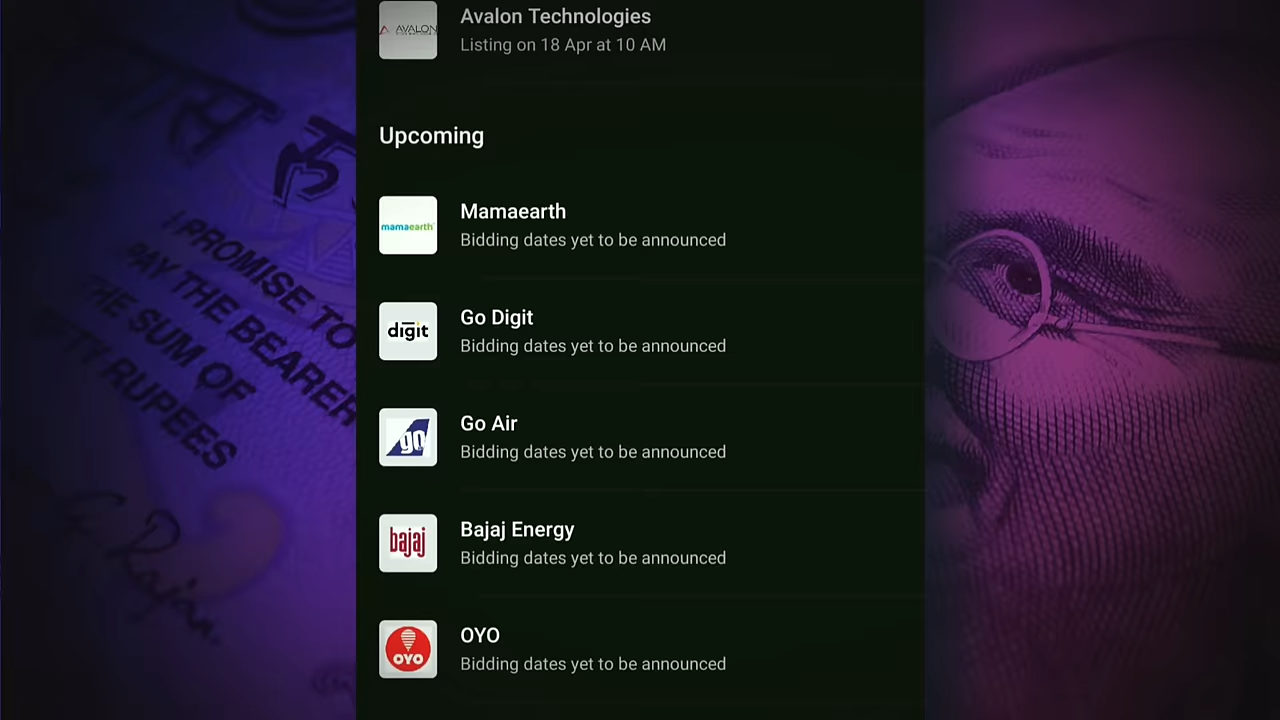 AVALON
Avalon Technologies
Listing on 18 Apr at 10 AM
Upcoming
mamaearth
Mamaearth
Bidding dates yet to be announced
digit
Go Digit
Bidding dates yet to be announced
go
Go Air
Bidding dates yet to be announced
bajaj
Bajaj Energy
Bidding dates yet to be announced
OYO
OYO
Bidding dates yet to be announced
I PROMISE TO
PAY THE BEARER
THE SUM OF
FIFTY RUPEES